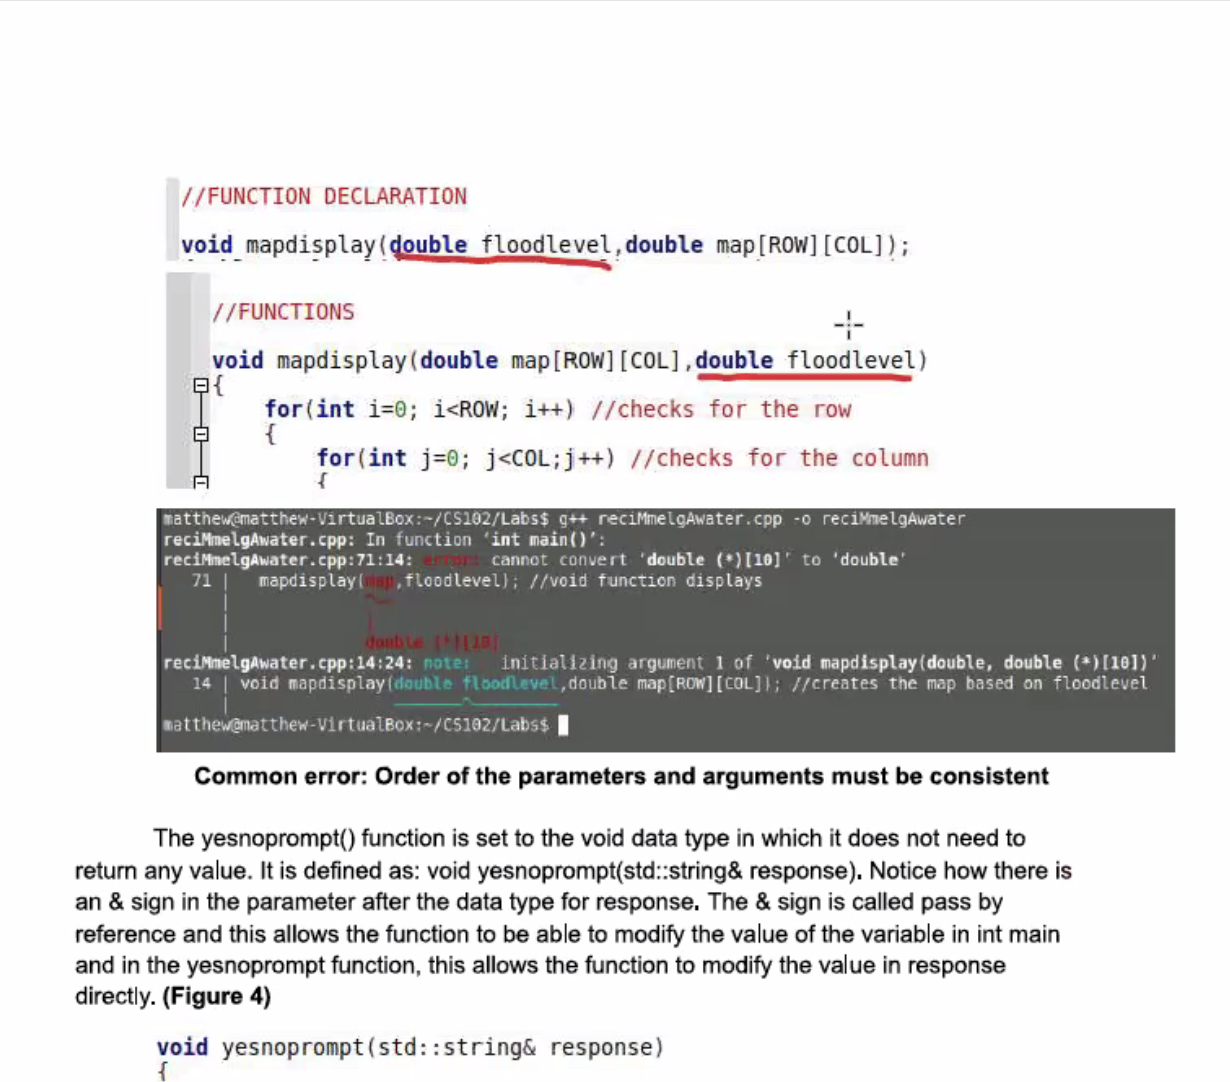 //FUNCTION DECLARATION
void mapdisplay(double floodlevel,double map[ROW][COL]);
//FUNCTIONS
void mapdisplay(double map[ROW][COL],double floodlevel)
{
for(int i=0; i<ROW; i++) //checks for the row
{
for(int j=0; j<COL;j++) //checks for the column
{
matthew@matthew-VirtualBox:~/CS102/Labs$ g++ reciMmelgAwater.cpp -o reciMmelgAwater
reciMmelgAwater.cpp: In function ‘int main()’:
reciMmelgAwater.cpp:71:14: error: cannot convert ‘double (*)[10]’ to ‘double’
71 | mapdisplay(map,floodlevel); //void function displays
| ^~~
| |
| double (*)[10]
reciMmelgAwater.cpp:14:24: note: initializing argument 1 of ‘void mapdisplay(double, double (*)[10])’
14 | void mapdisplay(double floodlevel,double map[ROW][COL]); //creates the map based on floodlevel
matthew@matthew-VirtualBox:~/CS102/Labs$
Common error: Order of the parameters and arguments must be consistent
The yesnoprompt() function is set to the void data type in which it does not need to
return any value. It is defined as: void yesnoprompt(std::string& response). Notice how there is
an & sign in the parameter after the data type for response. The & sign is called pass by
reference and this allows the function to be able to modify the value of the variable in int main
and in the yesnoprompt function, this allows the function to modify the value in response
directly. (Figure 4)
void yesnoprompt(std::string& response)
{